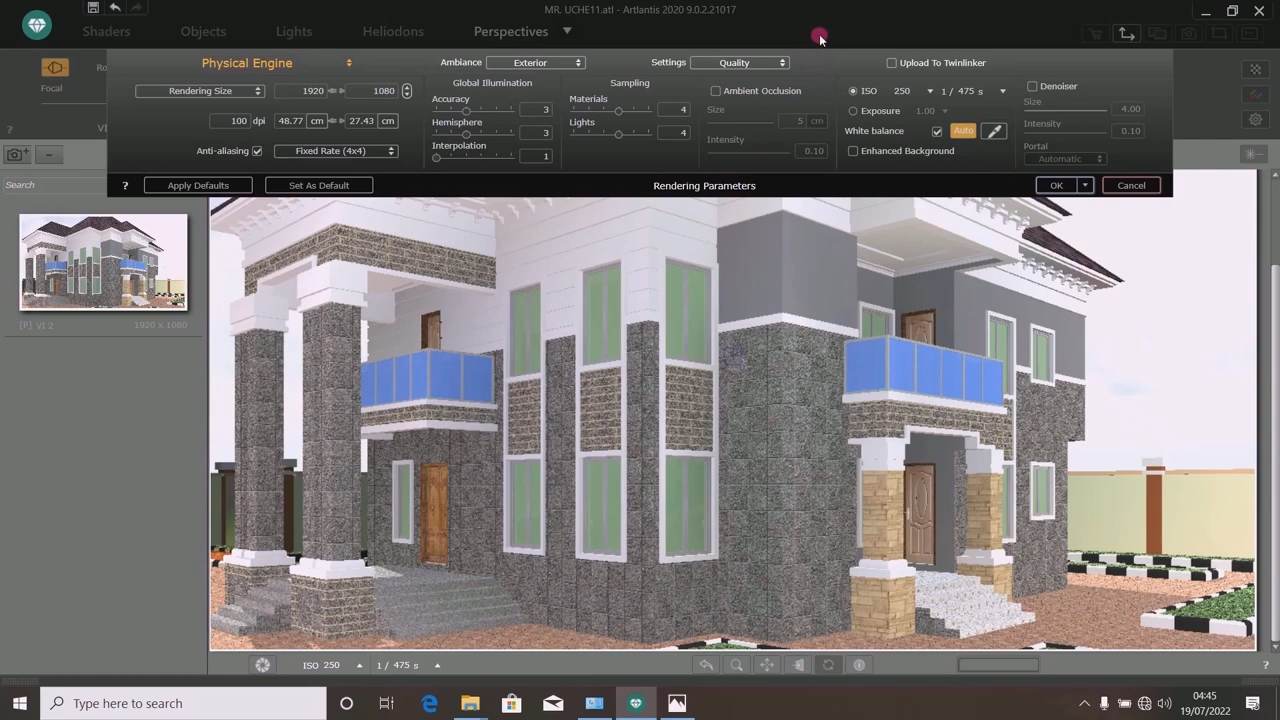 MR. UCHE11.atl - Artlantis 2020 9.0.2.21017
Shaders Objects Lights Heliodons Perspectives
Physical Engine Ambiance Exterior Settings Quality Upload To Twinlinker
Rendering Size 1920 1080
100 dpi 48.77 cm 27.43 cm
Anti-aliasing Fixed Rate (4x4)
Global Illumination
Accuracy 3
Hemisphere 3
Interpolation 1
Sampling
Materials 4
Lights 4
Ambient Occlusion
Size 5 cm
Intensity 0.10
ISO 250 1 / 475 s
Exposure 1.00
White balance Auto
Enhanced Background
Denoiser
Size 4.00
Intensity 0.10
Portal
Automatic
? Apply Defaults Set As Default Rendering Parameters OK Cancel
Focal
?
Search
[P] VI 2 1920 x 1080
ISO 250 1 / 475 s ?
Type here to search
04:45
19/07/2022